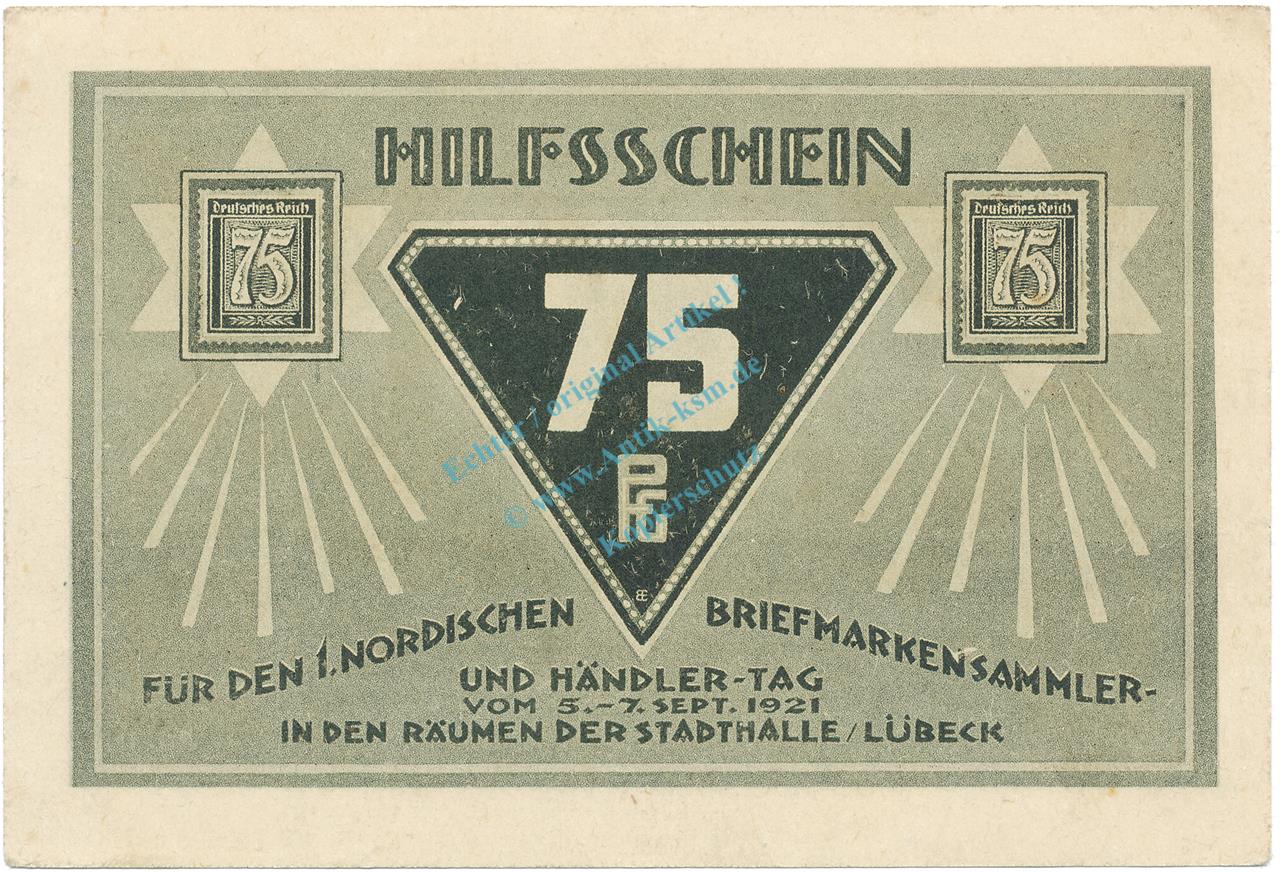 HILFSSCHEIN
Deutsches Reich
75
Deutsches Reich
75
75
PF
FÜR DEN 1. NORDISCHEN BRIEFMARKENSAMMLER-
UND HÄNDLER-TAG
VOM 5.-7. SEPT. 1921
IN DEN RÄUMEN DER STADTHALLE / LÜBECK
Echter / original Artikel !
© www.Antik-ksm.de
Kopierschutz